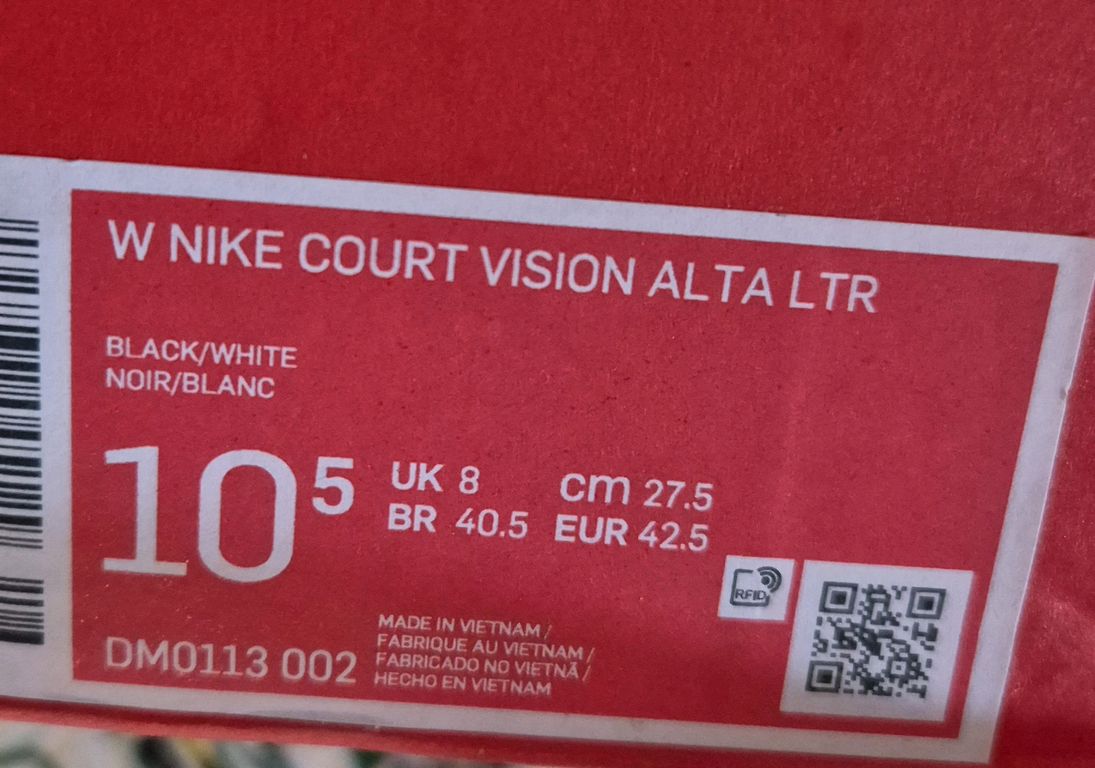 W NIKE COURT VISION ALTA LTR
BLACK/WHITE
NOIR/BLANC
10 5
UK 8 cm 27.5
BR 40.5 EUR 42.5
RFID
DM0113 002
MADE IN VIETNAM /
FABRIQUE AU VIETNAM /
FABRICADO NO VIETNÃ /
HECHO EN VIETNAM